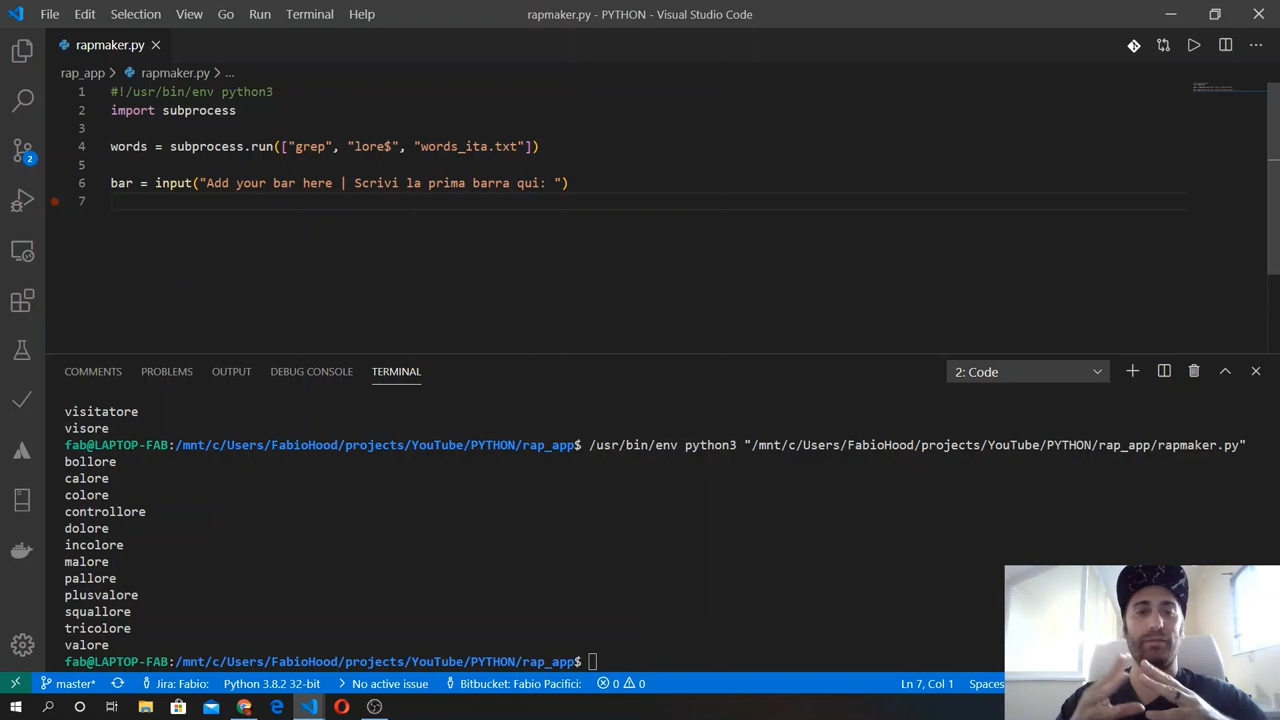 File Edit Selection View Go Run Terminal Help rapmaker.py - PYTHON - Visual Studio Code
rapmaker.py
rap_app > rapmaker.py > ...
1 #!/usr/bin/env python3
2 import subprocess
3
4 words = subprocess.run(["grep", "lore$", "words_ita.txt"])
5
6 bar = input("Add your bar here | Scrivi la prima barra qui: ")
7
2
COMMENTS PROBLEMS OUTPUT DEBUG CONSOLE TERMINAL 2: Code
visitatore
visore
fab@LAPTOP-FAB:/mnt/c/Users/FabioHood/projects/YouTube/PYTHON/rap_app$ /usr/bin/env python3 "/mnt/c/Users/FabioHood/projects/YouTube/PYTHON/rap_app/rapmaker.py"
bollore
calore
colore
controllore
dolore
incolore
malore
pallore
plusvalore
squallore
tricolore
valore
fab@LAPTOP-FAB:/mnt/c/Users/FabioHood/projects/YouTube/PYTHON/rap_app$
master* Jira: Fabio: Python 3.8.2 32-bit No active issue Bitbucket: Fabio Pacifici: 0 0 Ln 7, Col 1 Spaces